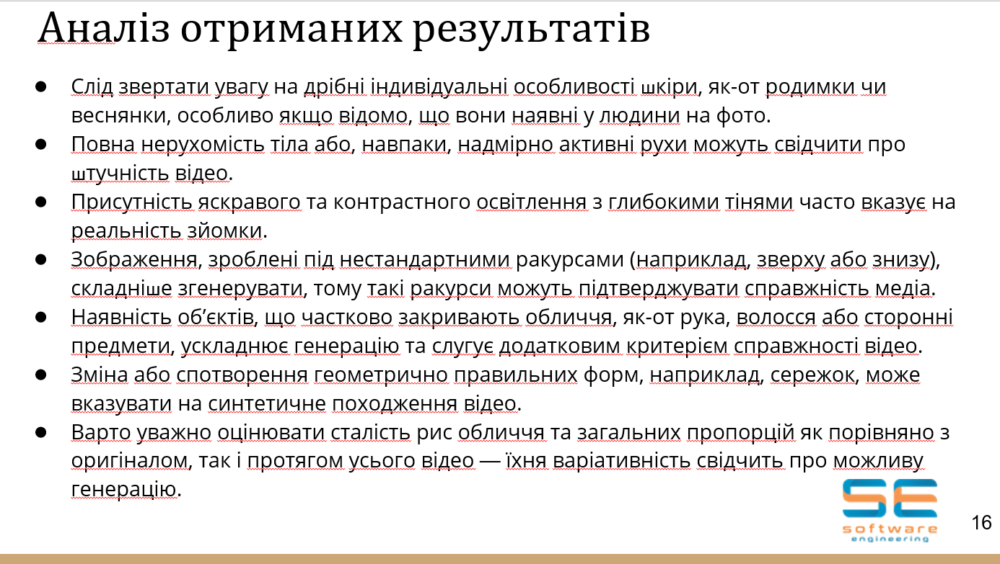 Аналіз отриманих результатів
● Слід звертати увагу на дрібні індивідуальні особливості шкіри, як-от родимки чи
веснянки, особливо якщо відомо, що вони наявні у людини на фото.
● Повна нерухомість тіла або, навпаки, надмірно активні рухи можуть свідчити про
штучність відео.
● Присутність яскравого та контрастного освітлення з глибокими тінями часто вказує на
реальність зйомки.
● Зображення, зроблені під нестандартними ракурсами (наприклад, зверху або знизу),
складніше згенерувати, тому такі ракурси можуть підтверджувати справжність медіа.
● Наявність об’єктів, що частково закривають обличчя, як-от рука, волосся або сторонні
предмети, ускладнює генерацію та слугує додатковим критерієм справжності відео.
● Зміна або спотворення геометрично правильних форм, наприклад, сережок, може
вказувати на синтетичне походження відео.
● Варто уважно оцінювати сталість рис обличчя та загальних пропорцій як порівняно з
оригіналом, так і протягом усього відео — їхня варіативність свідчить про можливу
генерацію.
SE
software
engineering
16